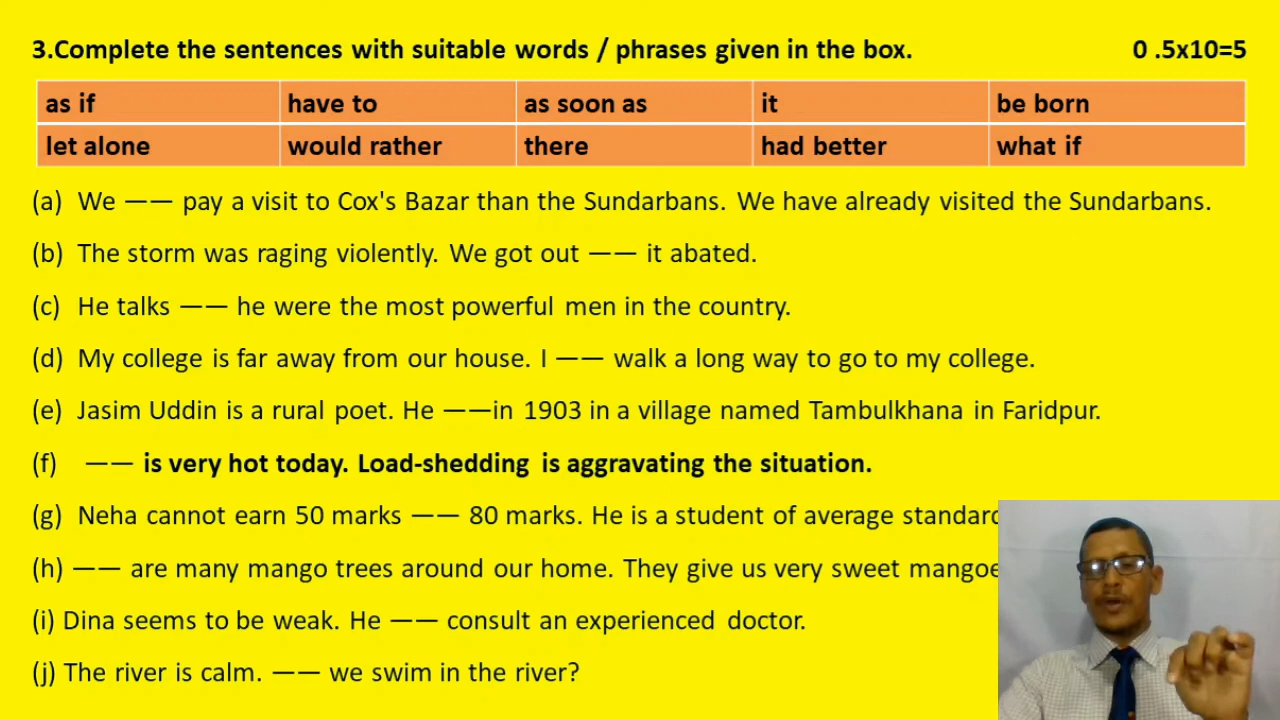 3.Complete the sentences with suitable words / phrases given in the box. 0 .5x10=5
as if have to as soon as it be born
let alone would rather there had better what if
(a) We —— pay a visit to Cox's Bazar than the Sundarbans. We have already visited the Sundarbans.
(b) The storm was raging violently. We got out —— it abated.
(c) He talks —— he were the most powerful men in the country.
(d) My college is far away from our house. I —— walk a long way to go to my college.
(e) Jasim Uddin is a rural poet. He ——in 1903 in a village named Tambulkhana in Faridpur.
(f) —— is very hot today. Load-shedding is aggravating the situation.
(g) Neha cannot earn 50 marks —— 80 marks. He is a student of average
(h) —— are many mango trees around our home. They give us very sweet
(i) Dina seems to be weak. He —— consult an experienced doctor.
(j) The river is calm. —— we swim in the river?